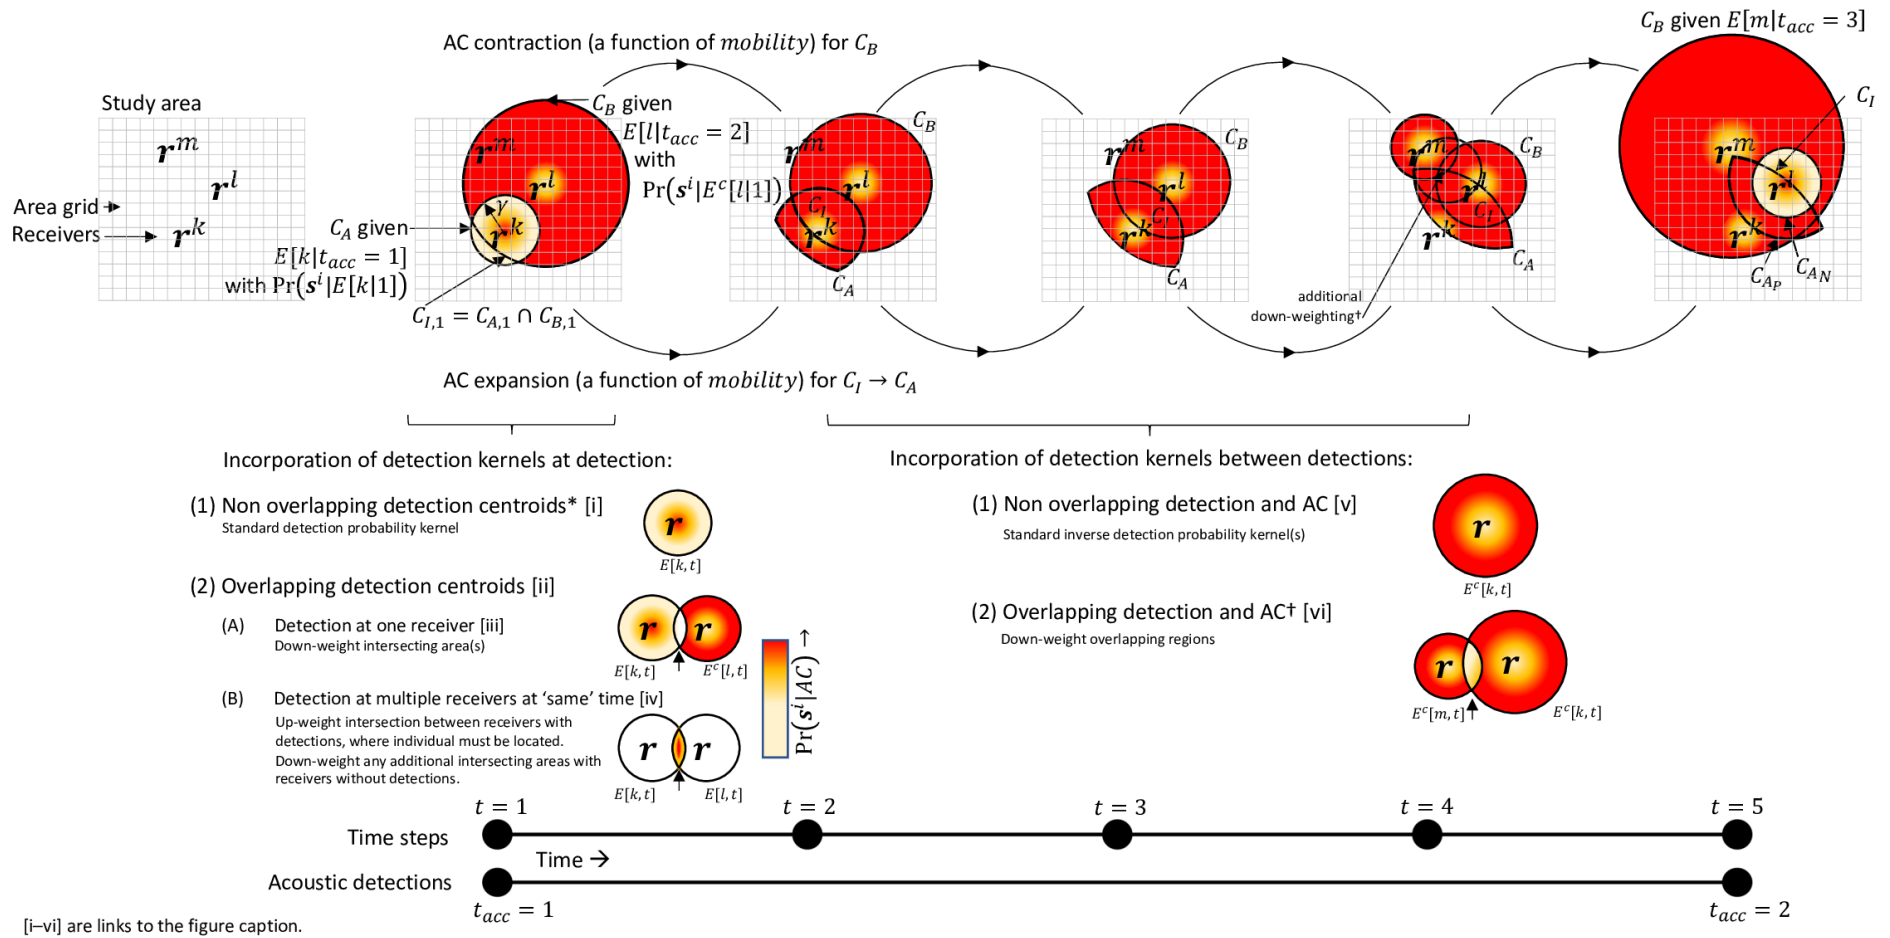 AC contraction (a function of mobility) for C_B
C_B given E[m|t_acc = 3]
Study area
r^m
r^l
r^k
Area grid
Receivers
C_B given
E[l|t_acc = 2]
with
Pr(s^i|E^c[l|1])
r^m
r^l
γ
r^k
C_A given
E[k|t_acc = 1]
with Pr(s^i|E[k|1])
C_I,1 = C_A,1 ∩ C_B,1
C_B
r^m
r^l
C_I
r^k
C_A
C_B
r^m
r^l
C_I
r^k
C_A
C_B
r^m
r^l
C_I
r^k
C_A
additional
down-weighting†
C_I
r^m
r^l
r^k
C_A_P
C_A_N
AC expansion (a function of mobility) for C_I → C_A
Incorporation of detection kernels at detection:
(1) Non overlapping detection centroids* [i]
Standard detection probability kernel
r
E[k,t]
(2) Overlapping detection centroids [ii]
(A) Detection at one receiver [iii]
Down-weight intersecting area(s)
r r
E[k,t] E^c[l,t]
(B) Detection at multiple receivers at ‘same’ time [iv]
Up-weight intersection between receivers with
detections, where individual must be located.
Down-weight any additional intersecting areas with
receivers without detections.
r r
E[k,t] E[l,t]
Pr(s^i|AC) →
Incorporation of detection kernels between detections:
(1) Non overlapping detection and AC [v]
Standard inverse detection probability kernel(s)
r
E^c[k,t]
(2) Overlapping detection and AC† [vi]
Down-weight overlapping regions
r r
E^c[m,t] E^c[k,t]
t = 1 t = 2 t = 3 t = 4 t = 5
Time steps
Time →
Acoustic detections
t_acc = 1 t_acc = 2
[i–vi] are links to the figure caption.